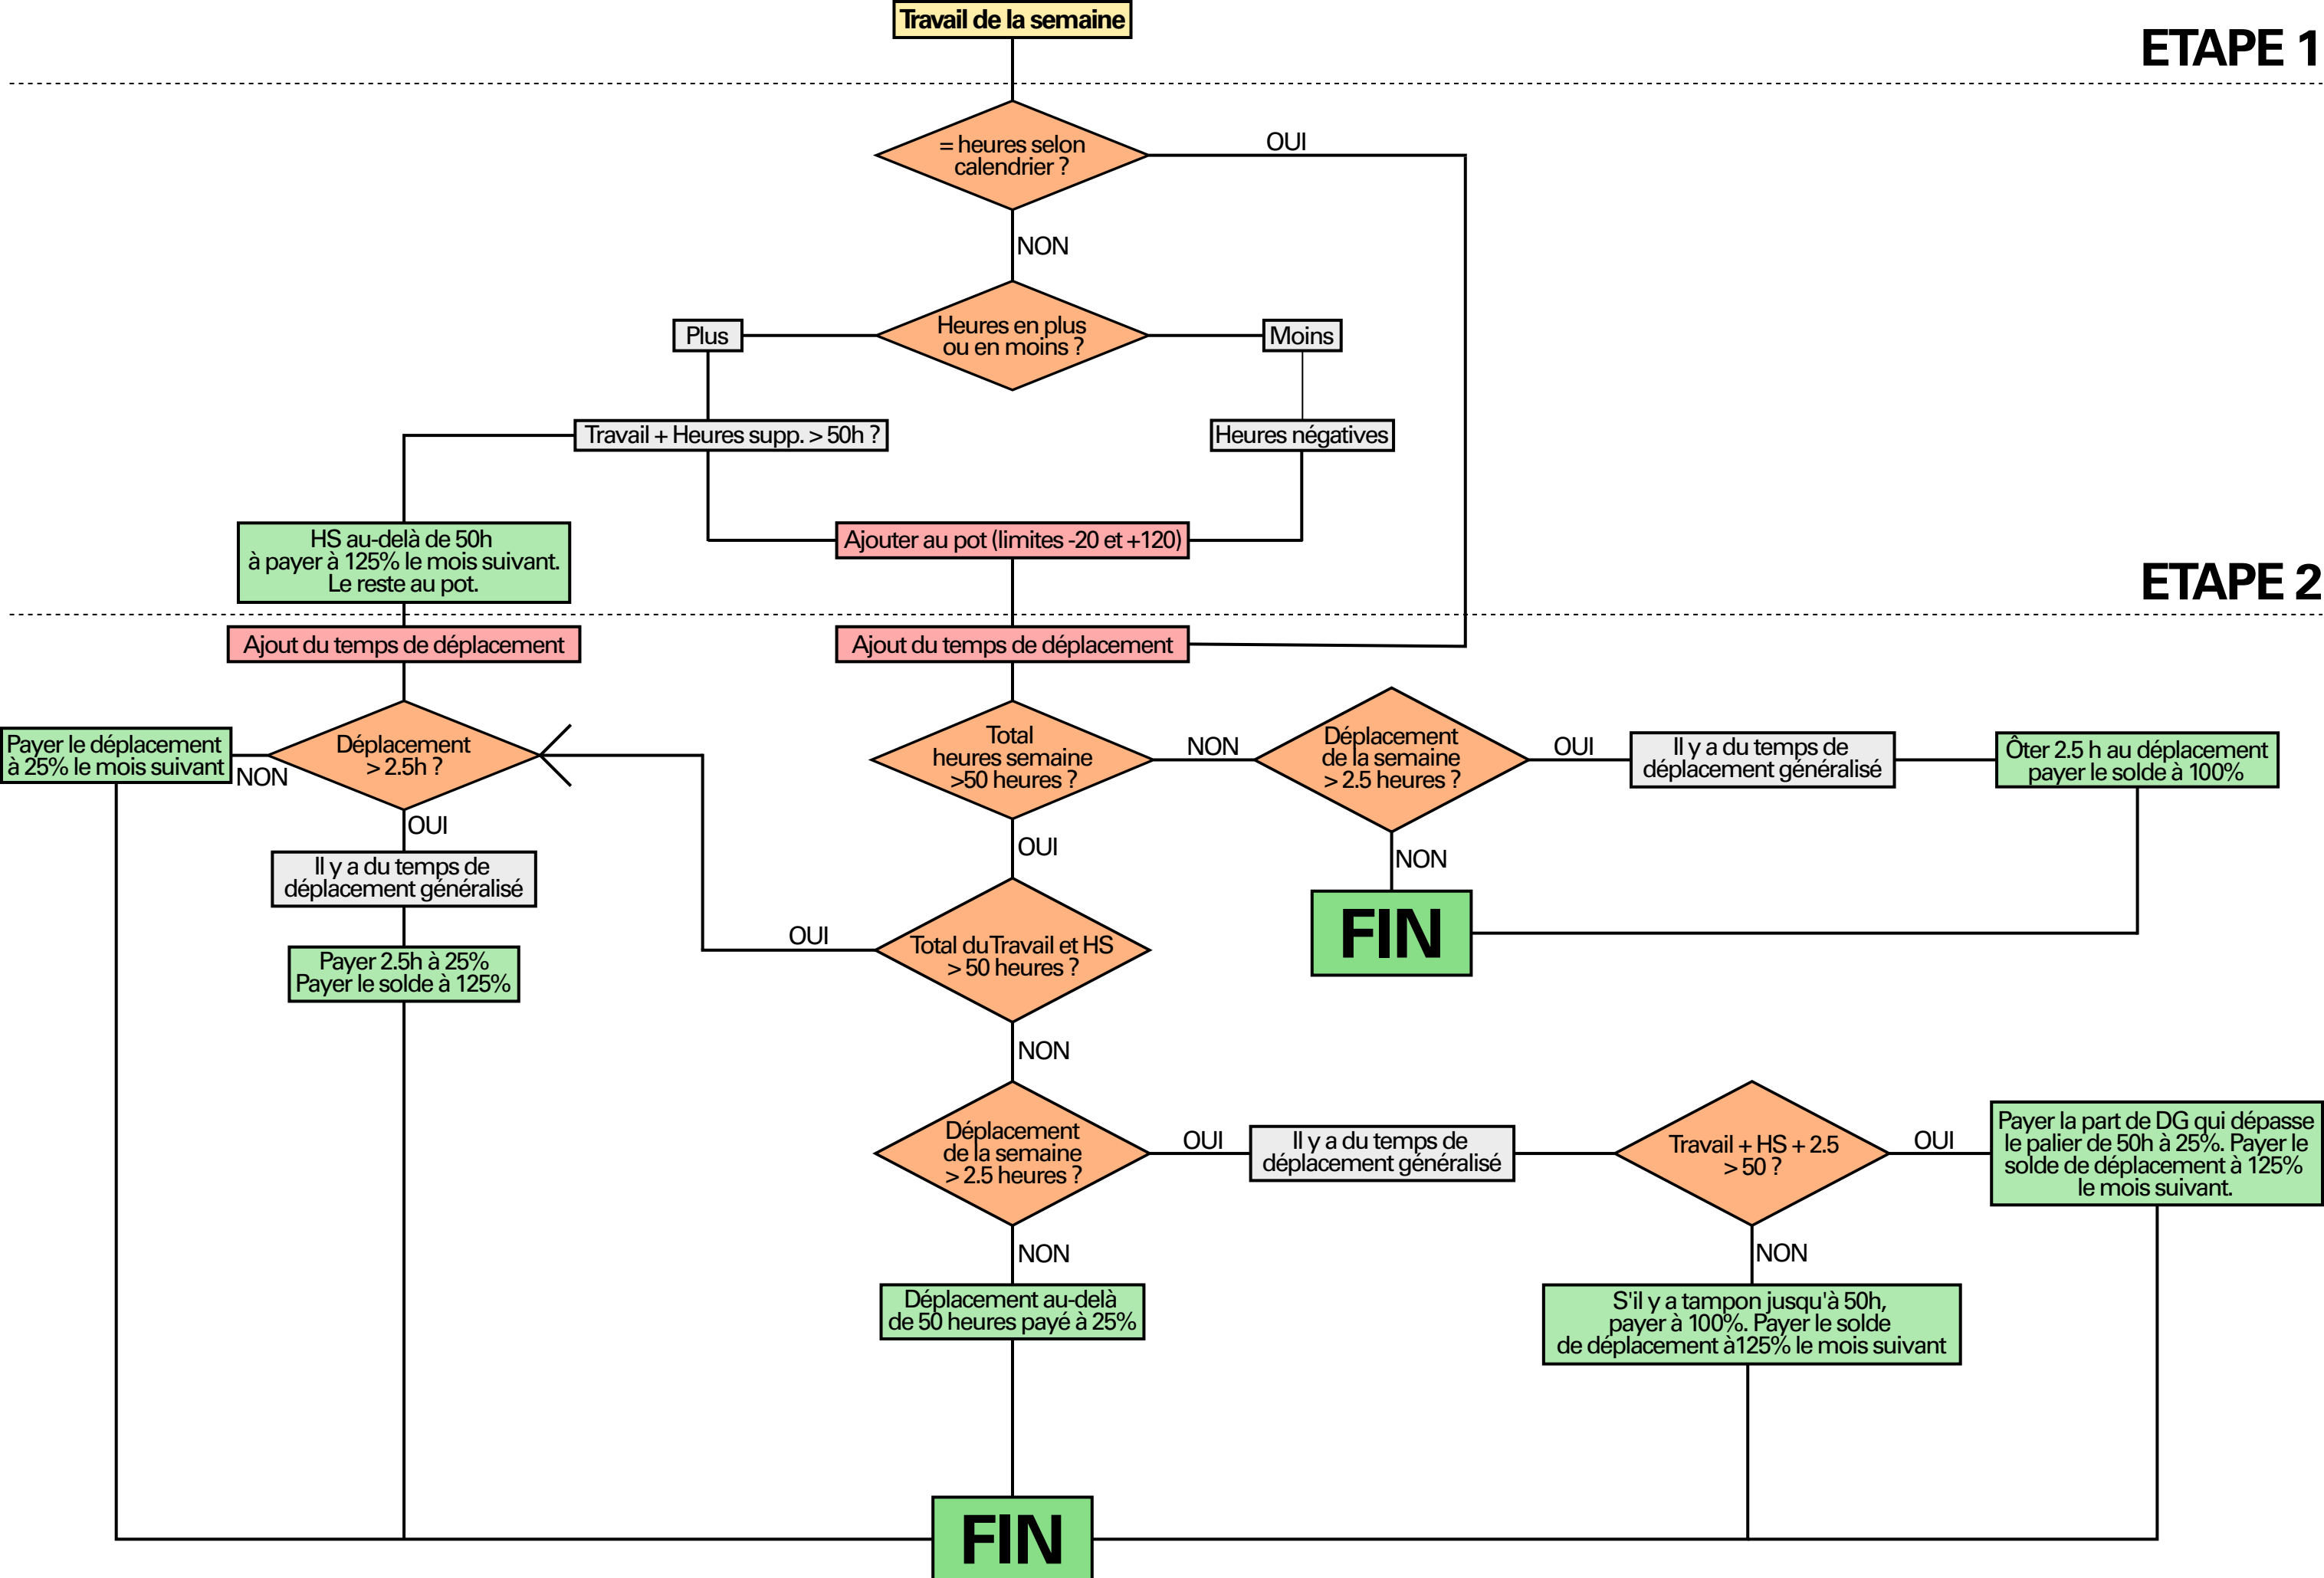 Travail de la semaine
ETAPE 1
= heures selon
calendrier ?
OUI
NON
Heures en plus
ou en moins ?
Plus
Moins
Travail + Heures supp. > 50h ?
Heures négatives
HS au-delà de 50h
à payer à 125% le mois suivant.
Le reste au pot.
Ajouter au pot (limites -20 et +120)
ETAPE 2
Ajout du temps de déplacement
Ajout du temps de déplacement
Payer le déplacement
à 25% le mois suivant
NON
Déplacement
> 2.5h ?
OUI
Il y a du temps de
déplacement généralisé
Payer 2.5h à 25%
Payer le solde à 125%
Total
heures semaine
>50 heures ?
NON
Déplacement
de la semaine
> 2.5 heures ?
OUI
Il y a du temps de
déplacement généralisé
Ôter 2.5 h au déplacement
payer le solde à 100%
OUI
NON
FIN
OUI
Total du Travail et HS
> 50 heures ?
NON
Déplacement
de la semaine
> 2.5 heures ?
OUI
Il y a du temps de
déplacement généralisé
Travail + HS + 2.5
> 50 ?
OUI
Payer la part de DG qui dépasse
le palier de 50h à 25%. Payer le
solde de déplacement à 125%
le mois suivant.
NON
NON
Déplacement au-delà
de 50 heures payé à 25%
S'il y a tampon jusqu'à 50h,
payer à 100%. Payer le solde
de déplacement à125% le mois suivant
FIN